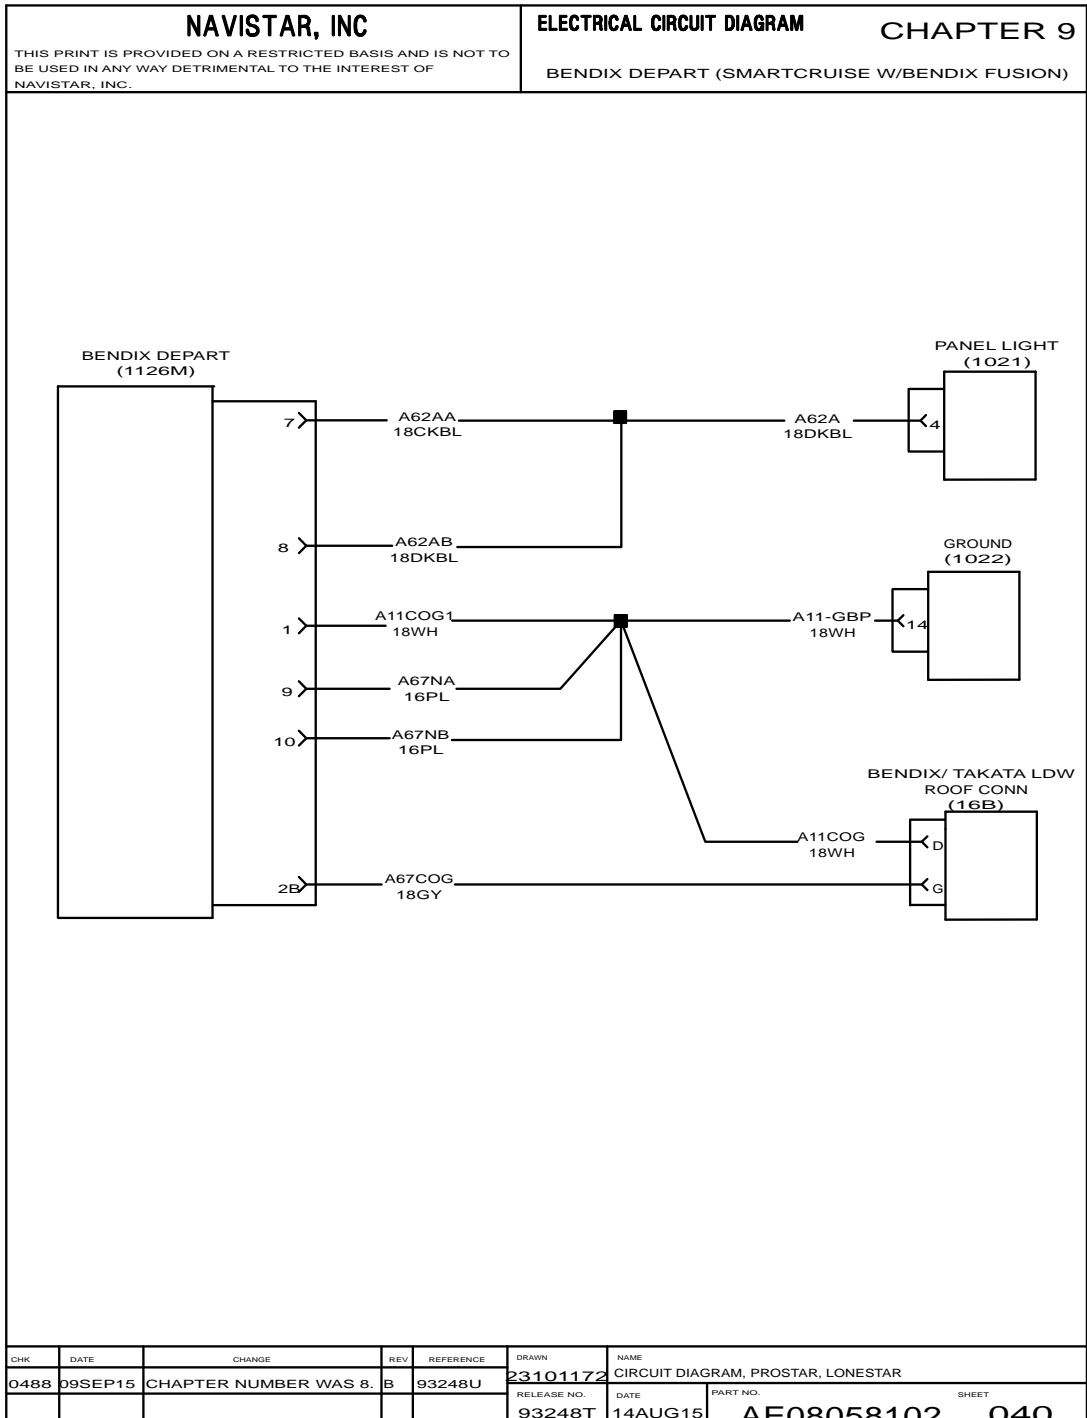 NAVISTAR, INC
THIS PRINT IS PROVIDED ON A RESTRICTED BASIS AND IS NOT TO
BE USED IN ANY WAY DETRIMENTAL TO THE INTEREST OF
NAVISTAR, INC.
ELECTRICAL CIRCUIT DIAGRAM
CHAPTER 9
BENDIX DEPART (SMARTCRUISE W/BENDIX FUSION)
BENDIX DEPART
(1126M)
PANEL LIGHT
(1021)
7
A62AA
18CKBL
A62A
18DKBL
4
8
A62AB
18DKBL
GROUND
(1022)
1
A11COG1
18WH
A11-GBP
18WH
14
9
A67NA
16PL
10
A67NB
16PL
BENDIX/ TAKATA LDW
ROOF CONN
(16B)
A11COG
18WH
D
2B
A67COG
18GY
G
CHK DATE CHANGE REV REFERENCE
0488 09SEP15 CHAPTER NUMBER WAS 8. B 93248U
DRAWN
23101172
NAME
CIRCUIT DIAGRAM, PROSTAR, LONESTAR
RELEASE NO.
93248T
DATE
14AUG15
PART NO.
AE08058102
SHEET
040